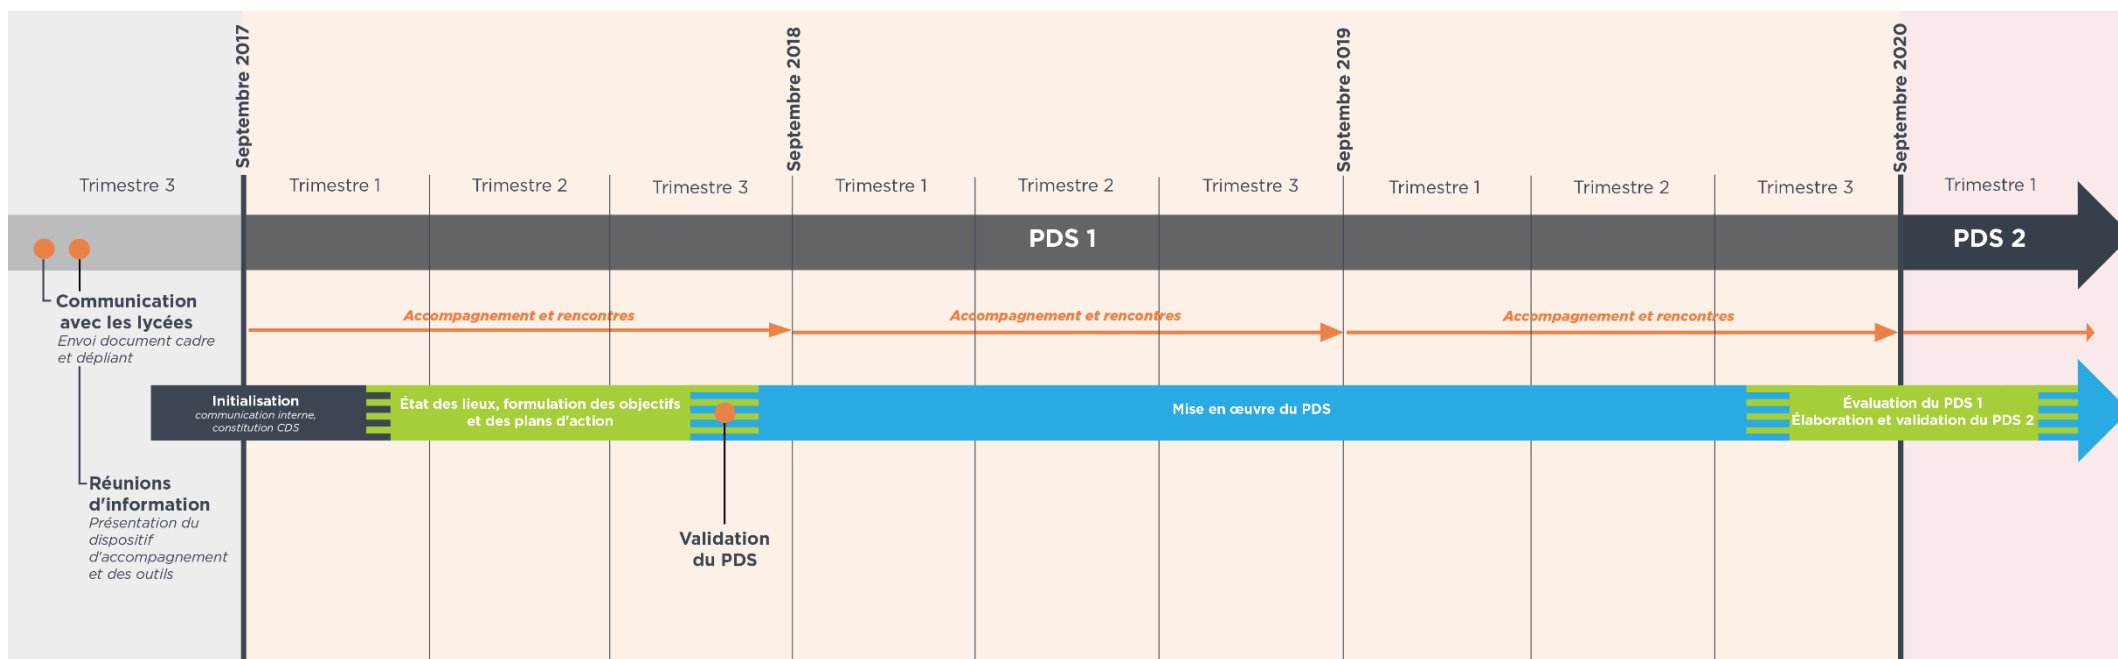 Septembre 2017
Septembre 2018
Septembre 2019
Septembre 2020
Trimestre 3
Trimestre 1
Trimestre 2
Trimestre 3
Trimestre 1
Trimestre 2
Trimestre 3
Trimestre 1
Trimestre 2
Trimestre 3
Trimestre 1
PDS 1
PDS 2
Communication
avec les lycées
Envoi document cadre
et dépliant
Accompagnement et rencontres
Accompagnement et rencontres
Accompagnement et rencontres
Initialisation
communication interne,
constitution CDS
État des lieux, formulation des objectifs
et des plans d'action
Mise en œuvre du PDS
Évaluation du PDS 1
Élaboration et validation du PDS 2
Réunions
d'information
Présentation du
dispositif
d'accompagnement
et des outils
Validation
du PDS